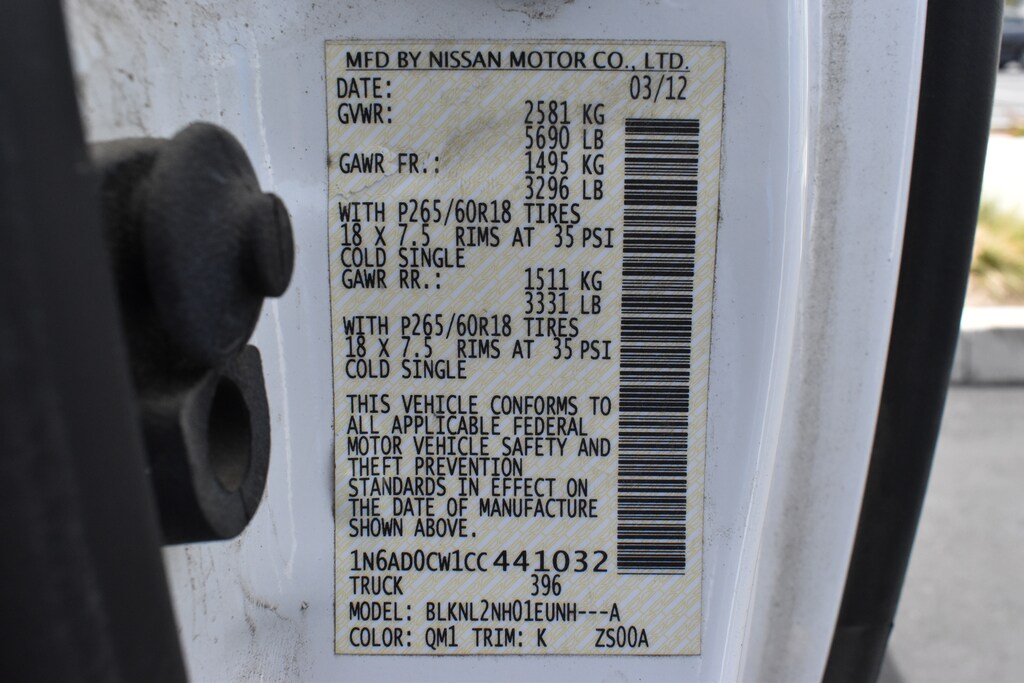 MFD BY NISSAN MOTOR CO., LTD.
DATE: 03/12
GVWR: 2581 KG
5690 LB
GAWR FR.: 1495 KG
3296 LB
WITH P265/60R18 TIRES
18 X 7.5 RIMS AT 35 PSI
COLD SINGLE
GAWR RR.: 1511 KG
3331 LB
WITH P265/60R18 TIRES
18 X 7.5 RIMS AT 35 PSI
COLD SINGLE
THIS VEHICLE CONFORMS TO
ALL APPLICABLE FEDERAL
MOTOR VEHICLE SAFETY AND
THEFT PREVENTION
STANDARDS IN EFFECT ON
THE DATE OF MANUFACTURE
SHOWN ABOVE.
1N6AD0CW1CC 441032
TRUCK 396
MODEL: BLKNL2NH01EUNH---A
COLOR: QM1 TRIM: K ZS00A